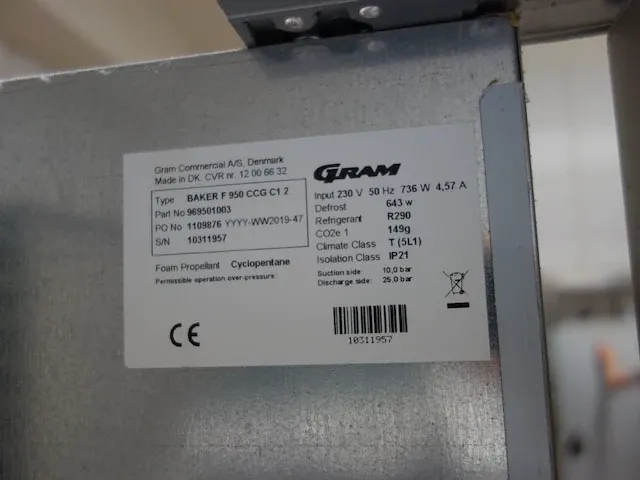 Gram Commercial A/S, Denmark
Made in DK. CVR nr. 12 00 66 32
Type BAKER F 950 CCG C1 2
Part No 969501003
PO No 1109876 YYYY-WW2019-47
S/N 10311957
Foam Propellant Cyclopentane
Permissible operation over-pressure:
CE
GRAM
Input 230 V 50 Hz 736 W 4,57 A
Defrost 643 w
Refrigerant R290
CO2e 1 149g
Climate Class T (5L1)
Isolation Class IP21
Suction side 10,0 bar
Discharge side: 25,0 bar
10311957